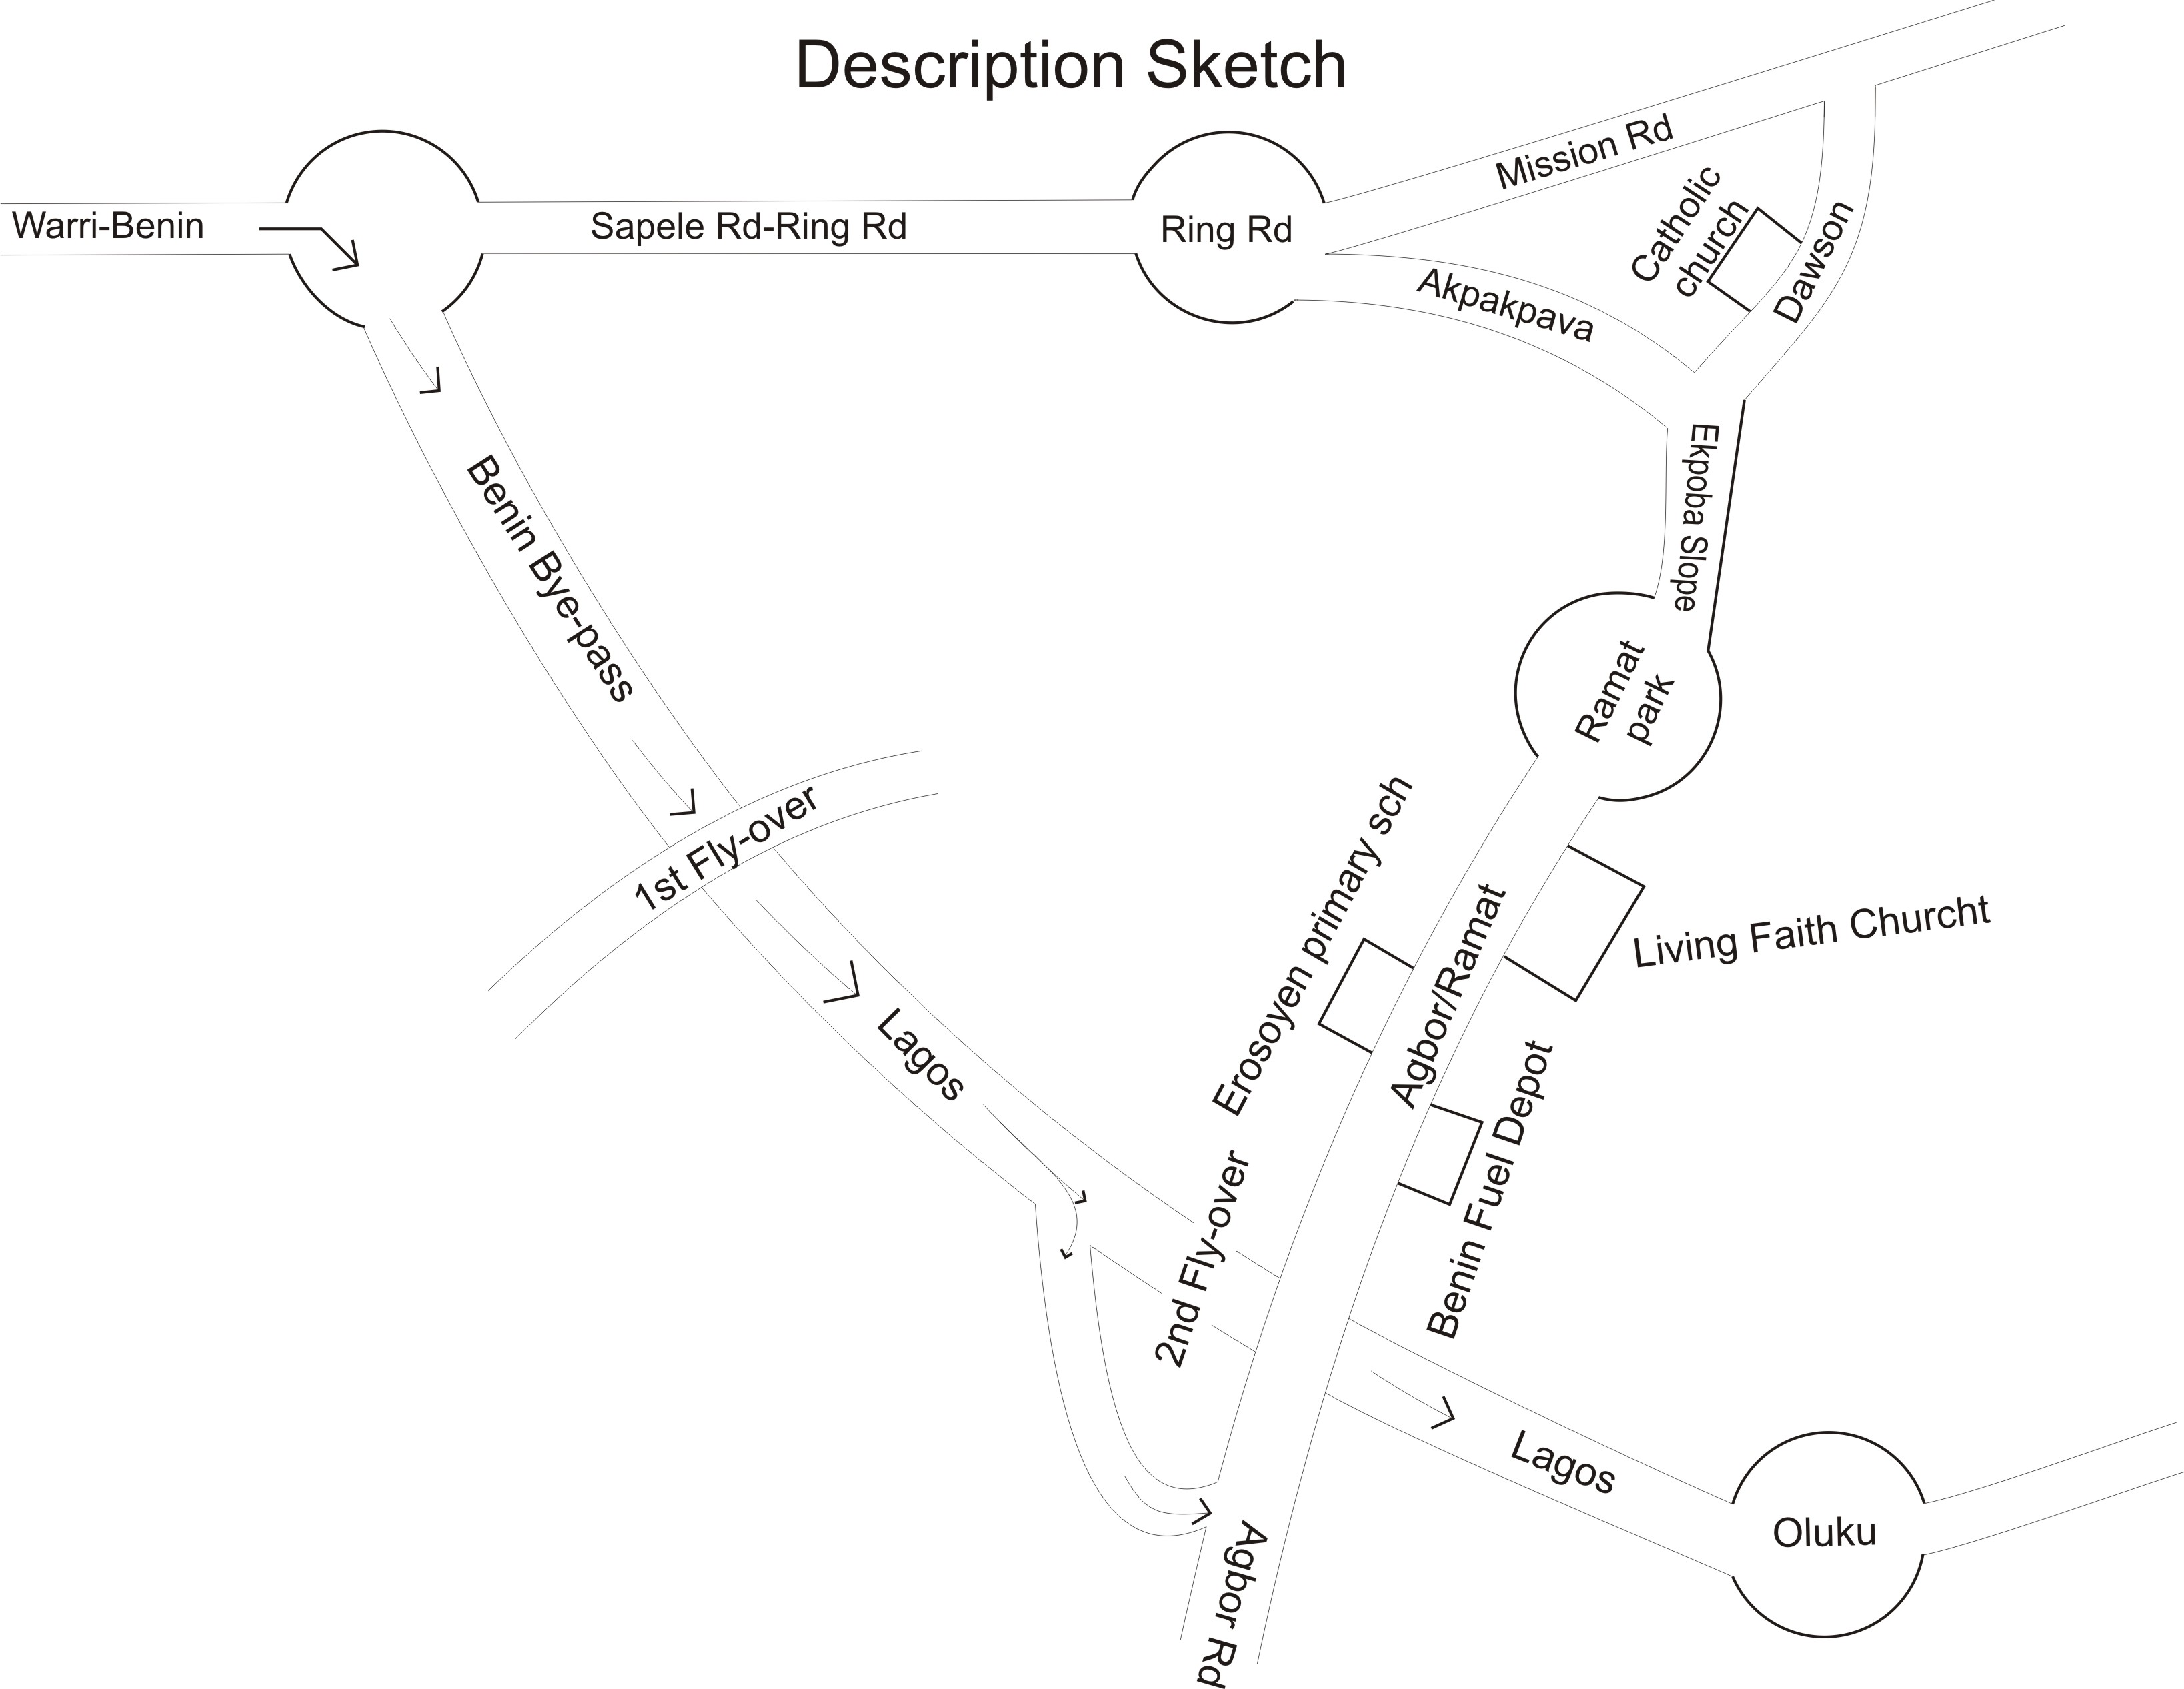 Description Sketch
Warri-Benin
Sapele Rd-Ring Rd
Ring Rd
Mission Rd
Catholic
church
Dawson
Akpakpava
Ekpoba Slope
Benin Bye-pass
Ramat
park
1st Fly-over
Erosoyen primary sch
Agbor/Ramat
Living Faith Churcht
Lagos
Benin Fuel Depot
2nd Fly-over
Lagos
Oluku
Agbor Rd